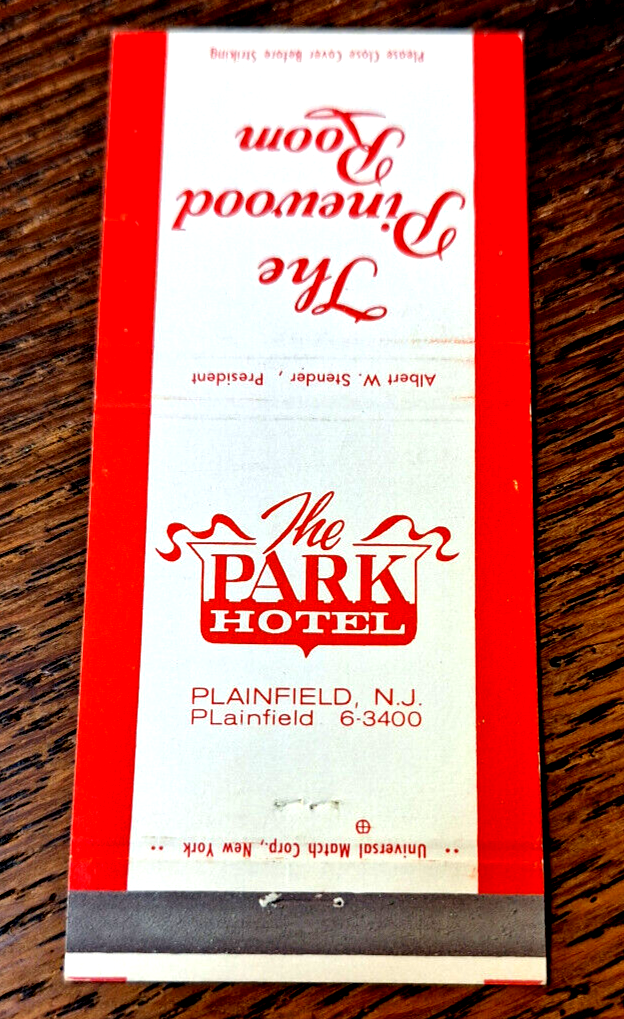 Please Close Cover Before Striking
The
Pinewood
Room
Albert W. Stender , President
The
PARK
HOTEL
PLAINFIELD, N.J.
PLainfield 6-3400
•• Universal Match Corp., New York ••